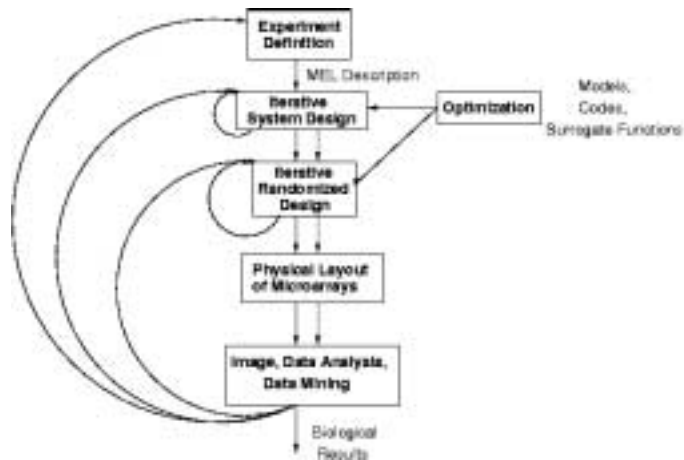 Experiment
Definition
MEL Description
Iterative
System Design
Optimization
Models,
Codes,
Surrogate Functions
Iterative
Randomized
Design
Physical Layout
of Microarrays
Image, Data Analysis,
Data Mining
Biological
Results